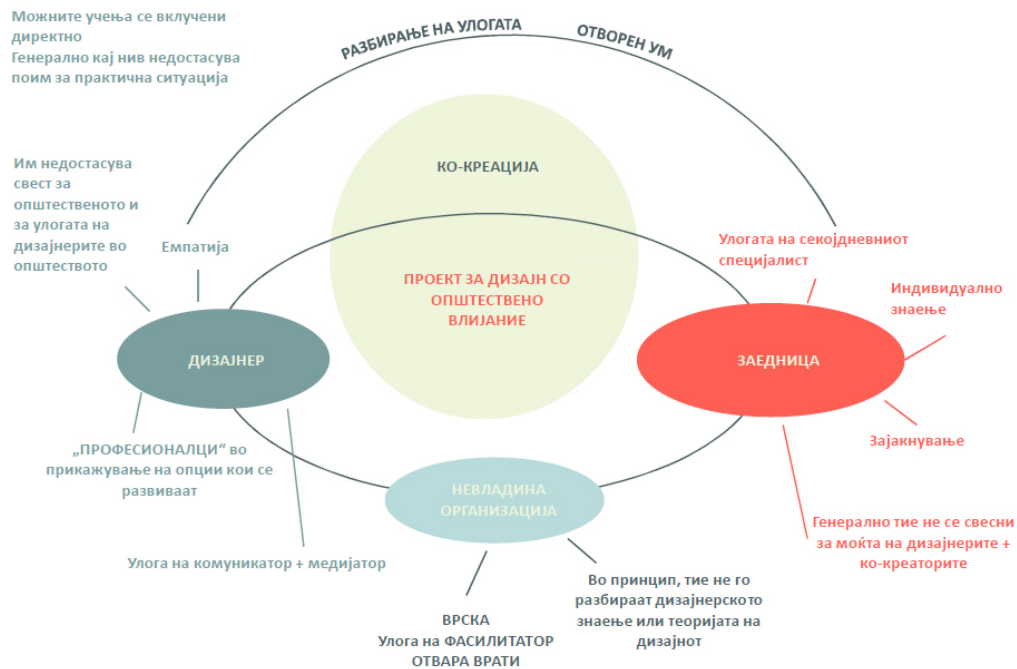 Можните учења се вклучени
директно
Генерално кај нив недостасува
поим за практична ситуација
РАЗБИРАЊЕ НА УЛОГАТА
ОТВОРЕН УМ
КО-КРЕАЦИЈА
Им недостасува
свест за
општественото и
за улогата на
дизајнерите во
општеството
Емпатија
ПРОЕКТ ЗА ДИЗАЈН СО
ОПШТЕСТВЕНО
ВЛИЈАНИЕ
Улогата на секојдневниот
специјалист
Индивидуално
знаење
ДИЗАЈНЕР
ЗАЕДНИЦА
„ПРОФЕСИОНАЛЦИ“ во
прикажување на опции кои се
развиваат
Зајакнување
НЕВЛАДИНА
ОРГАНИЗАЦИЈА
Генерално тие не се свесни
за моќта на дизајнерите +
ко-креаторите
Улога на комуникатор + медијатор
Во принцип, тие не го
разбираат дизајнерското
знаење или теоријата на
дизајнот
ВРСКА
Улога на ФАСИЛИТАТОР
ОТВАРА ВРАТИ